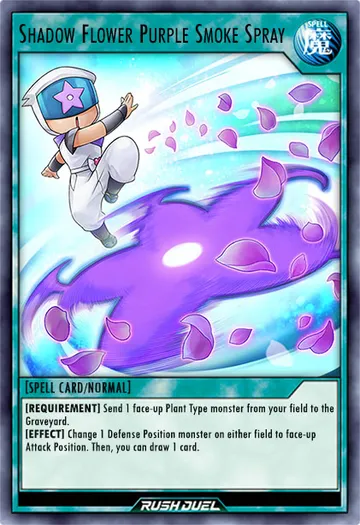 SHADOW FLOWER PURPLE SMOKE SPRAY
SPELL
魔
[SPELL CARD/NORMAL]
[REQUIREMENT] Send 1 face-up Plant Type monster from your field to the
Graveyard.
[EFFECT] Change 1 Defense Position monster on either field to face-up
Attack Position. Then, you can draw 1 card.
RUSH DUEL